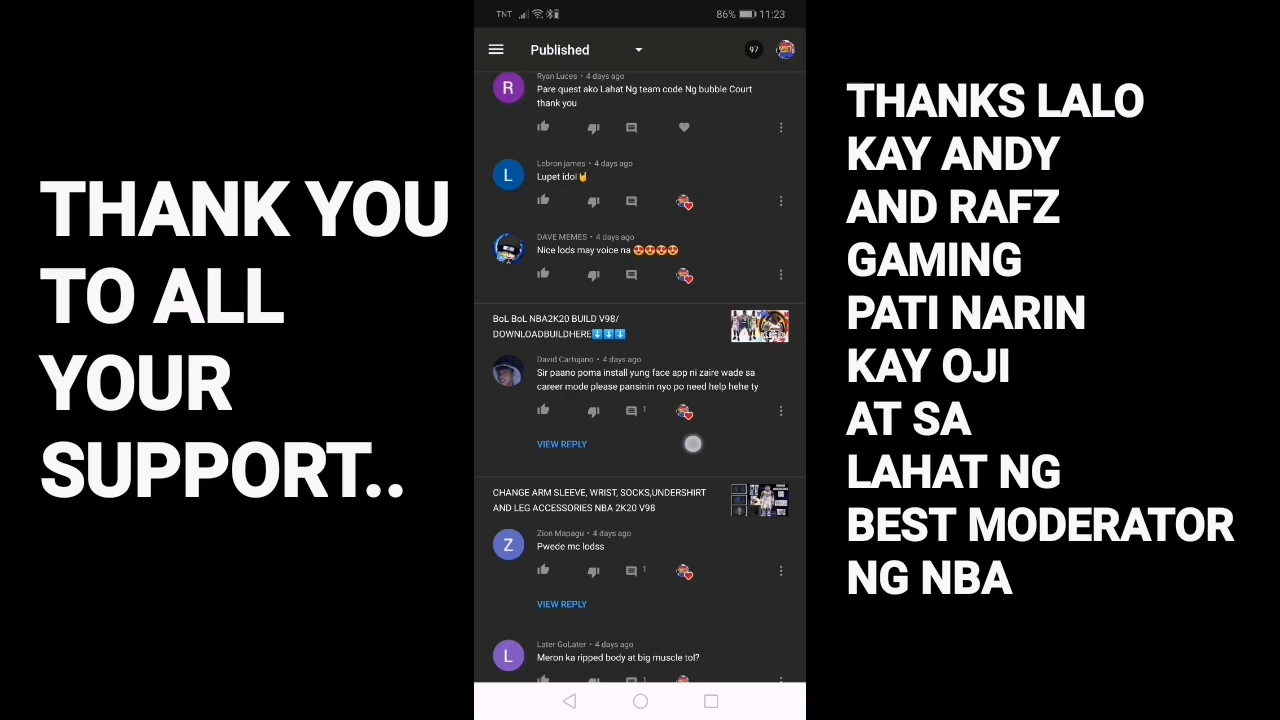 THANK YOU
TO ALL
YOUR
SUPPORT..
TNT
86% 11:23
Published
97
Ryan Luces • 4 days ago
Pare quest ako Lahat Ng team code Ng bubble Court
thank you
Lebron james • 4 days ago
Lupet idol🤘
DAVE MEMES • 4 days ago
Nice lods may voice na 😍😍😍😍
BoL BoL NBA2K20 BUILD V98/
DOWNLOADBUILDHERE⬇️⬇️⬇️
David Cartujano • 4 days ago
Sir paano poma install yung face app ni zaire wade sa
career mode please pansinin nyo po need help hehe ty
1
VIEW REPLY
CHANGE ARM SLEEVE, WRIST, SOCKS,UNDERSHIRT
AND LEG ACCESSORIES NBA 2K20 V98
Zion Mapagu • 4 days ago
Pwede mc lodss
1
VIEW REPLY
Later GoLater • 4 days ago
Meron ka ripped body at big muscle tol?
1
THANKS LALO
KAY ANDY
AND RAFZ
GAMING
PATI NARIN
KAY OJI
AT SA
LAHAT NG
BEST MODERATOR
NG NBA